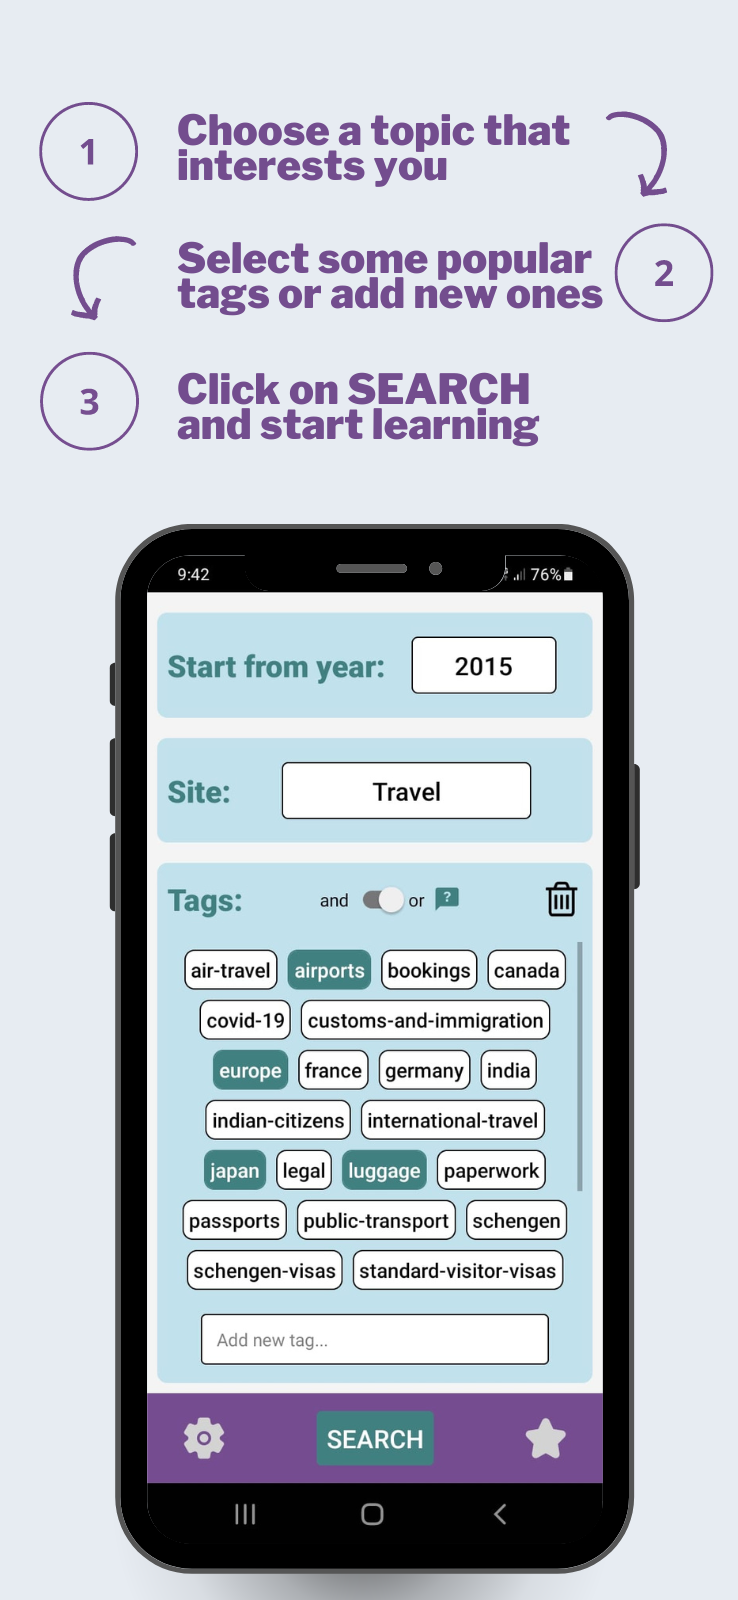 1
Choose a topic that
interests you
Select some popular
tags or add new ones
2
3
Click on SEARCH
and start learning
9:42
76%
Start from year:
2015
Site:
Travel
Tags:
and
or
?
air-travel airports bookings canada
covid-19 customs-and-immigration
europe france germany india
indian-citizens international-travel
japan legal luggage paperwork
passports public-transport schengen
schengen-visas standard-visitor-visas
Add new tag...
SEARCH